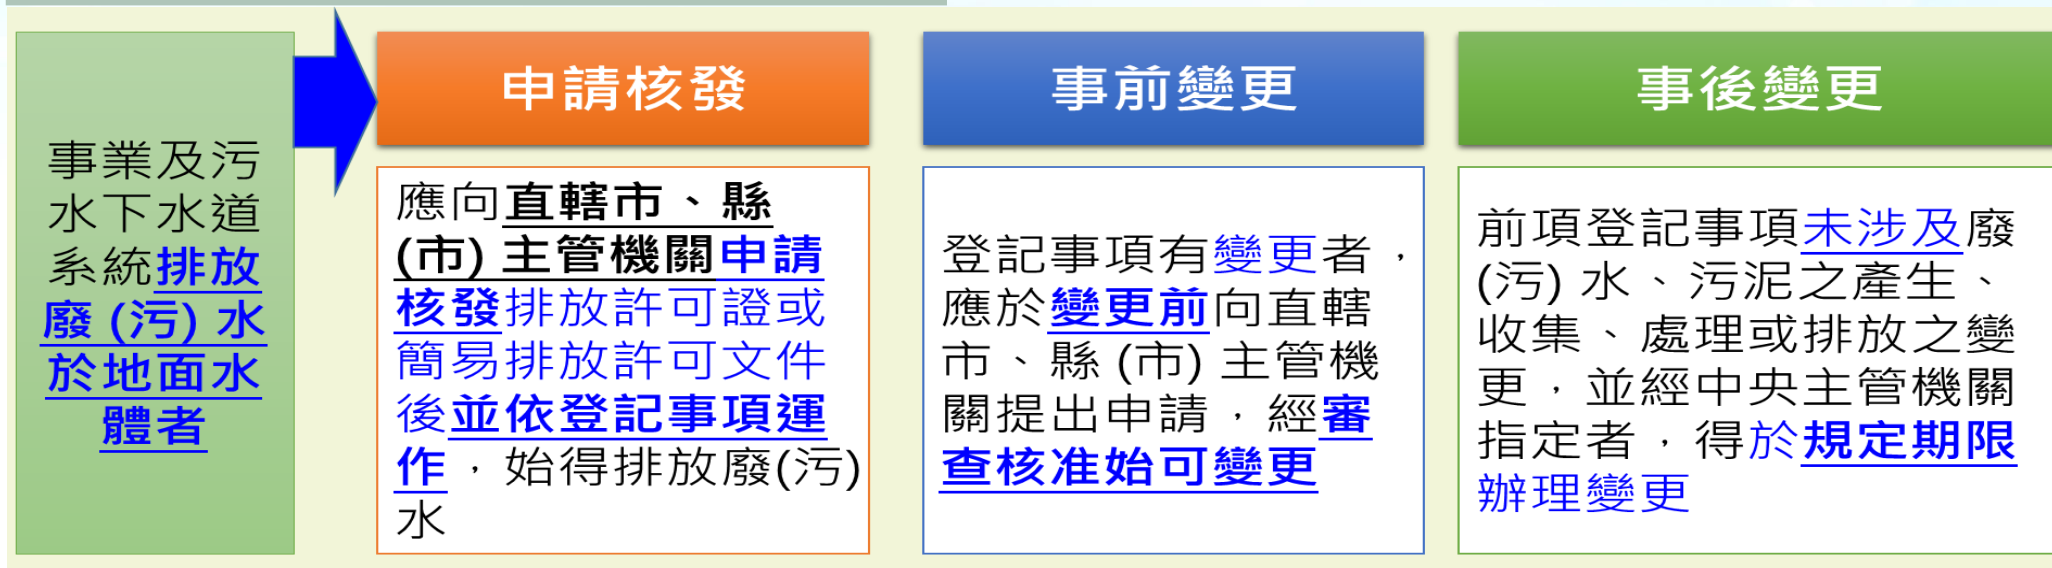 事業及污
水下水道
系統排放
廢(污)水
於地面水
體者
申請核發
應向直轄市、縣
(市)主管機關申請
核發排放許可證或
簡易排放許可文件
後並依登記事項運
作，始得排放廢(污)
水
事前變更
登記事項有變更者，
應於變更前向直轄
市、縣(市)主管機
關提出申請，經審
查核准始可變更
事後變更
前項登記事項未涉及廢
(污)水、污泥之產生、
收集、處理或排放之變
更，並經中央主管機關
指定者，得於規定期限
辦理變更